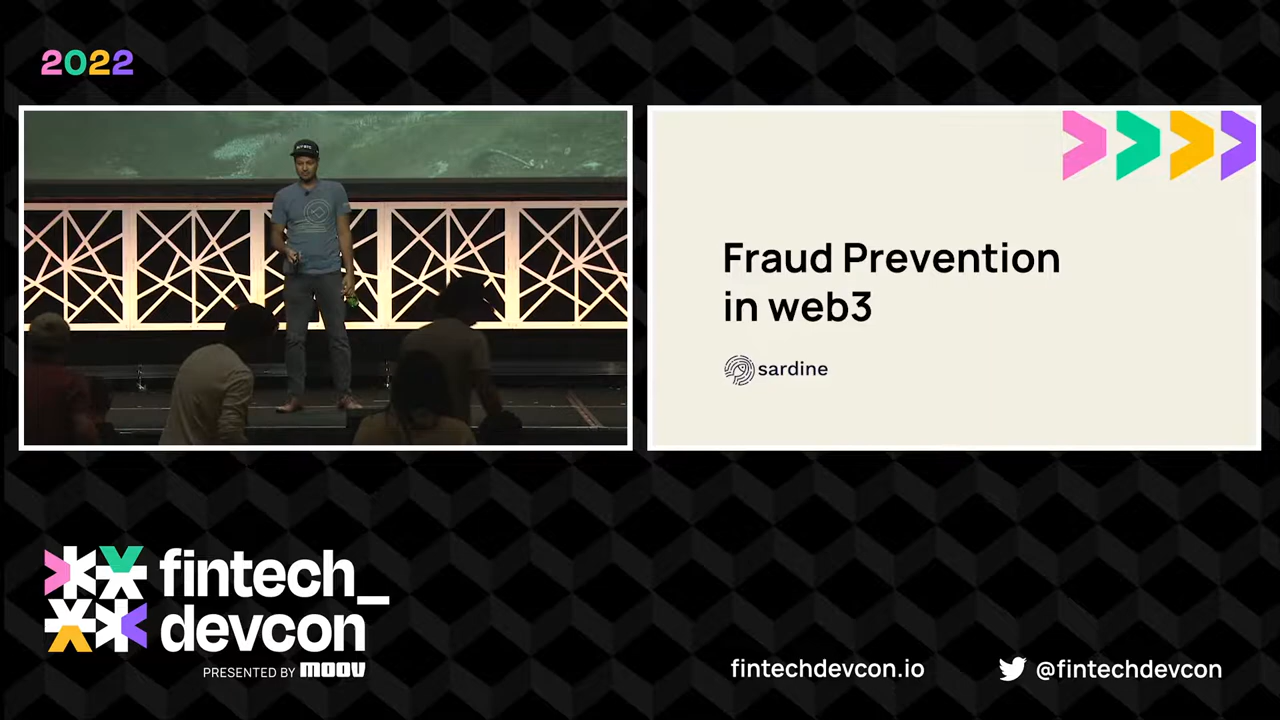 2022
Fraud Prevention
in web3
sardine
fintech_
devcon
PRESENTED BY MOOV
fintechdevcon.io
@fintechdevcon